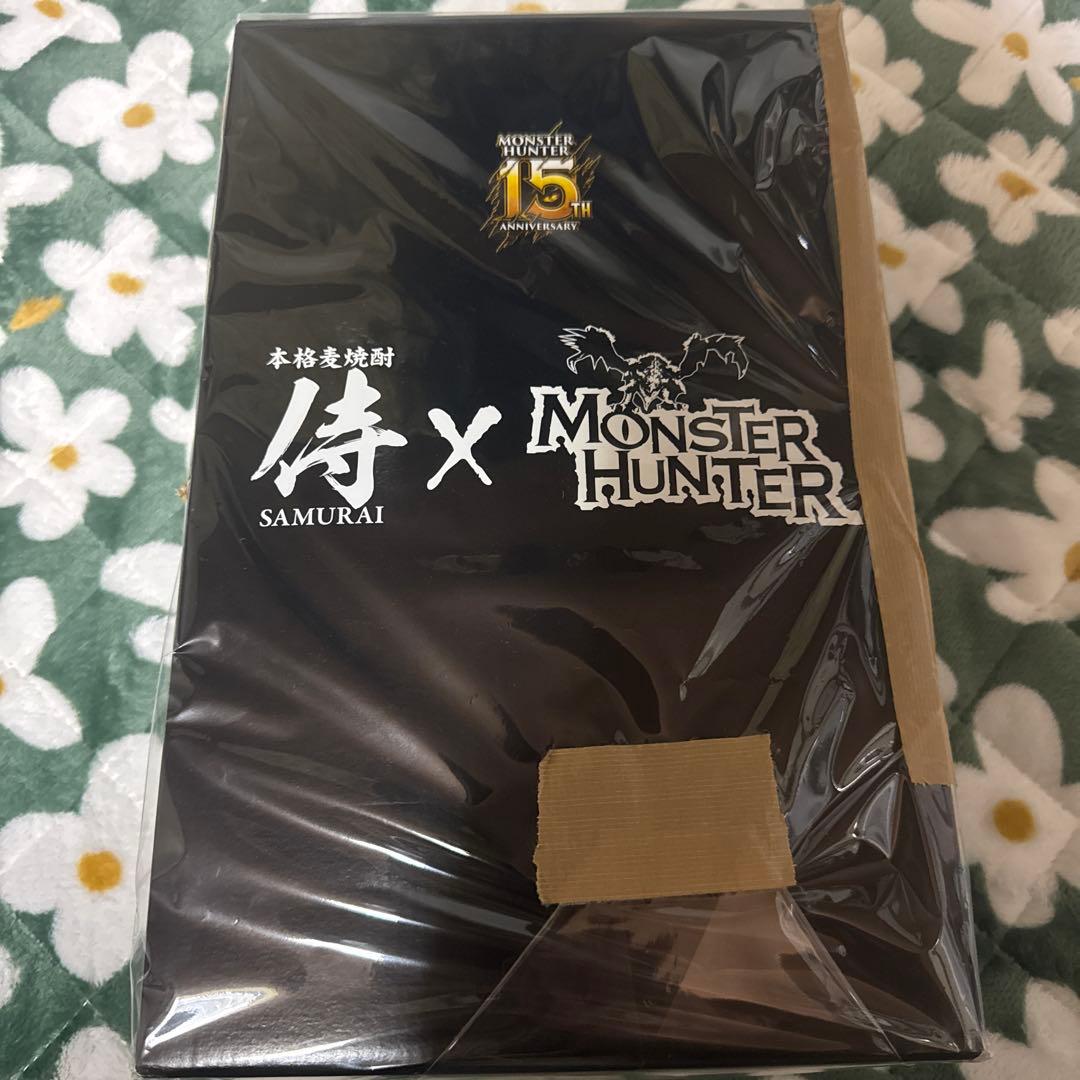 MONSTER
HUNTER
15TH
ANNIVERSARY
本格麦焼酎
侍 ×
SAMURAI
MONSTER
HUNTER